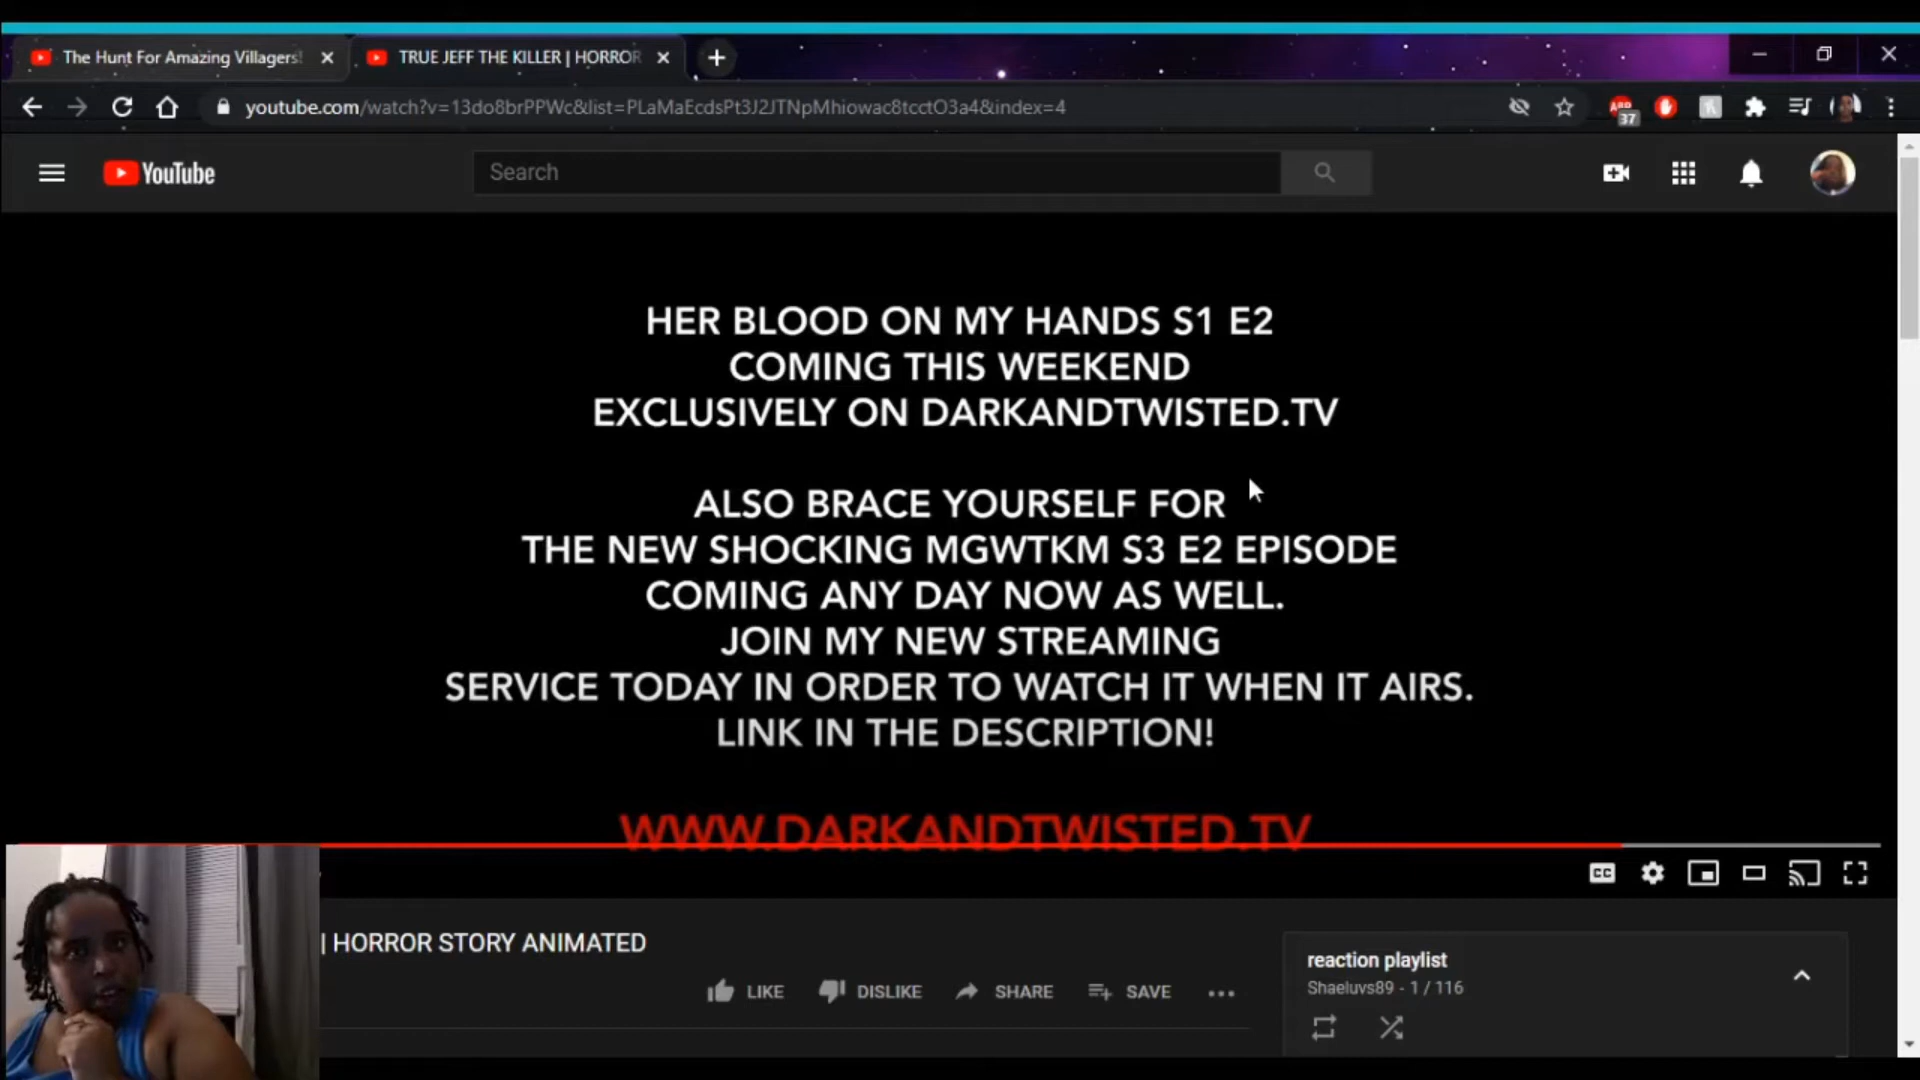 The Hunt For Amazing Villagers!
TRUE JEFF THE KILLER | HORROR
youtube.com/watch?v=13do8brPPWc&list=PLaMaEcdsPt3J2JTNpMhiowac8tcctO3a4&index=4
ABP
37
YouTube
Search
HER BLOOD ON MY HANDS S1 E2
COMING THIS WEEKEND
EXCLUSIVELY ON DARKANDTWISTED.TV
ALSO BRACE YOURSELF FOR
THE NEW SHOCKING MGWTKM S3 E2 EPISODE
COMING ANY DAY NOW AS WELL.
JOIN MY NEW STREAMING
SERVICE TODAY IN ORDER TO WATCH IT WHEN IT AIRS.
LINK IN THE DESCRIPTION!
WWW.DARKANDTWISTED.TV
CC
| HORROR STORY ANIMATED
LIKE
DISLIKE
SHARE
SAVE
reaction playlist
Shaeluvs89 - 1 / 116